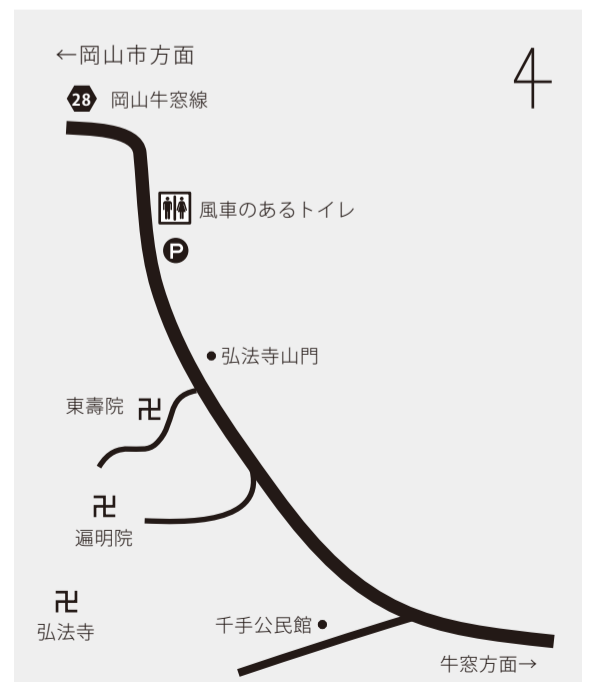 ←岡山市方面
28 岡山牛窓線
風車のあるトイレ
P
弘法寺山門
東壽院
遍明院
弘法寺
千手公民館
牛窓方面→